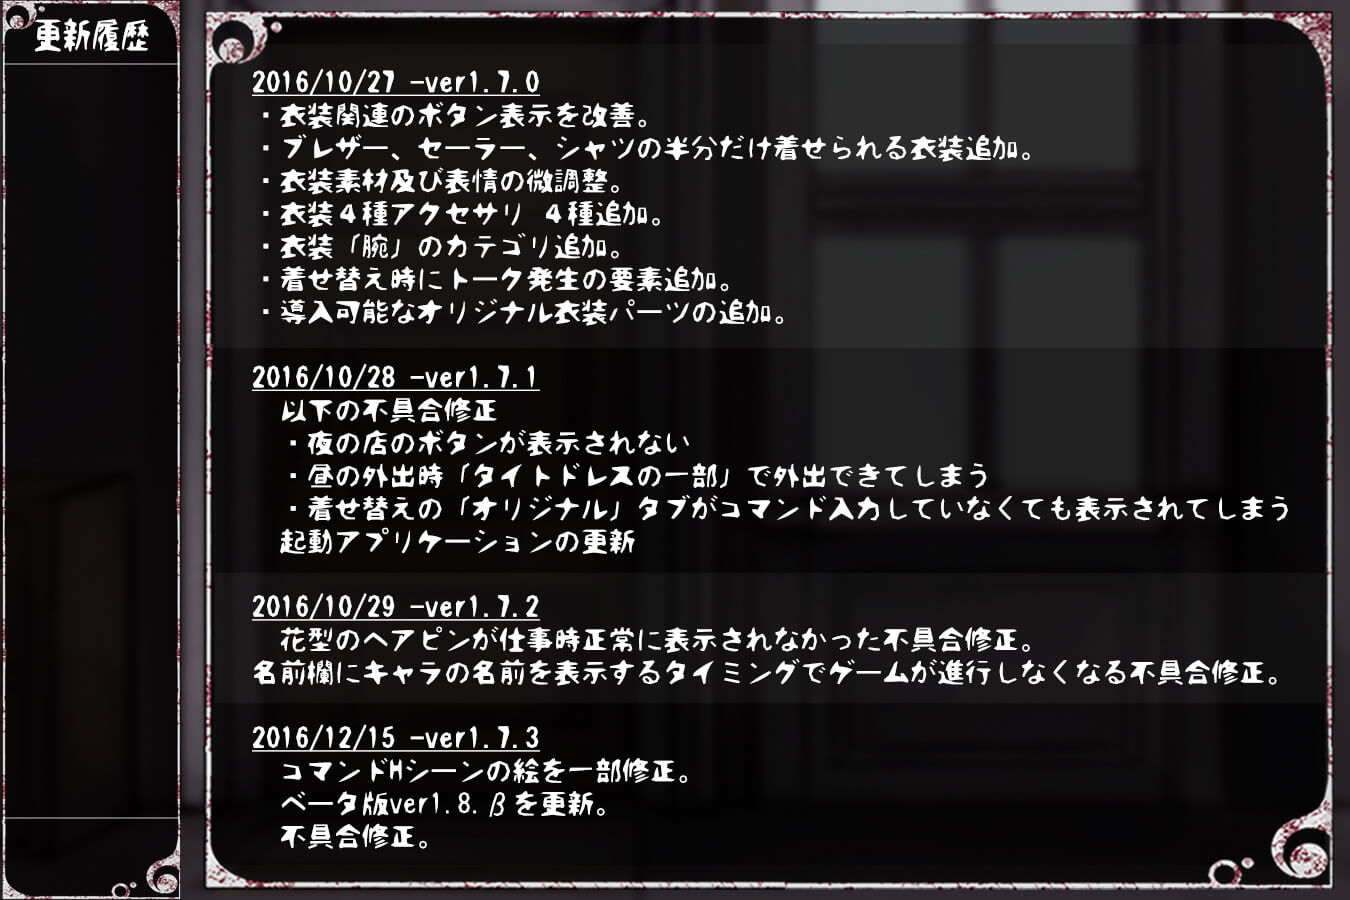 更新履歴
2016/10/27 -ver1.7.0
・衣装関連のボタン表示を改善。
・ブレザー、セーラー、シャツの半分だけ着せられる衣装追加。
・衣装素材及び表情の微調整。
・衣装４種アクセサリ ４種追加。
・衣装「腕」のカテゴリ追加。
・着せ替え時にトーク発生の要素追加。
・導入可能なオリジナル衣装パーツの追加。
2016/10/28 -ver1.7.1
以下の不具合修正
・夜の店のボタンが表示されない
・昼の外出時「タイトドレスの一部」で外出できてしまう
・着せ替えの「オリジナル」タブがコマンド入力していなくても表示されてしまう
起動アプリケーションの更新
2016/10/29 -ver1.7.2
花型のヘアピンが仕事時正常に表示されなかった不具合修正。
名前欄にキャラの名前を表示するタイミングでゲームが進行しなくなる不具合修正。
2016/12/15 -ver1.7.3
コマンドHシーンの絵を一部修正。
ベータ版ver1.8.βを更新。
不具合修正。